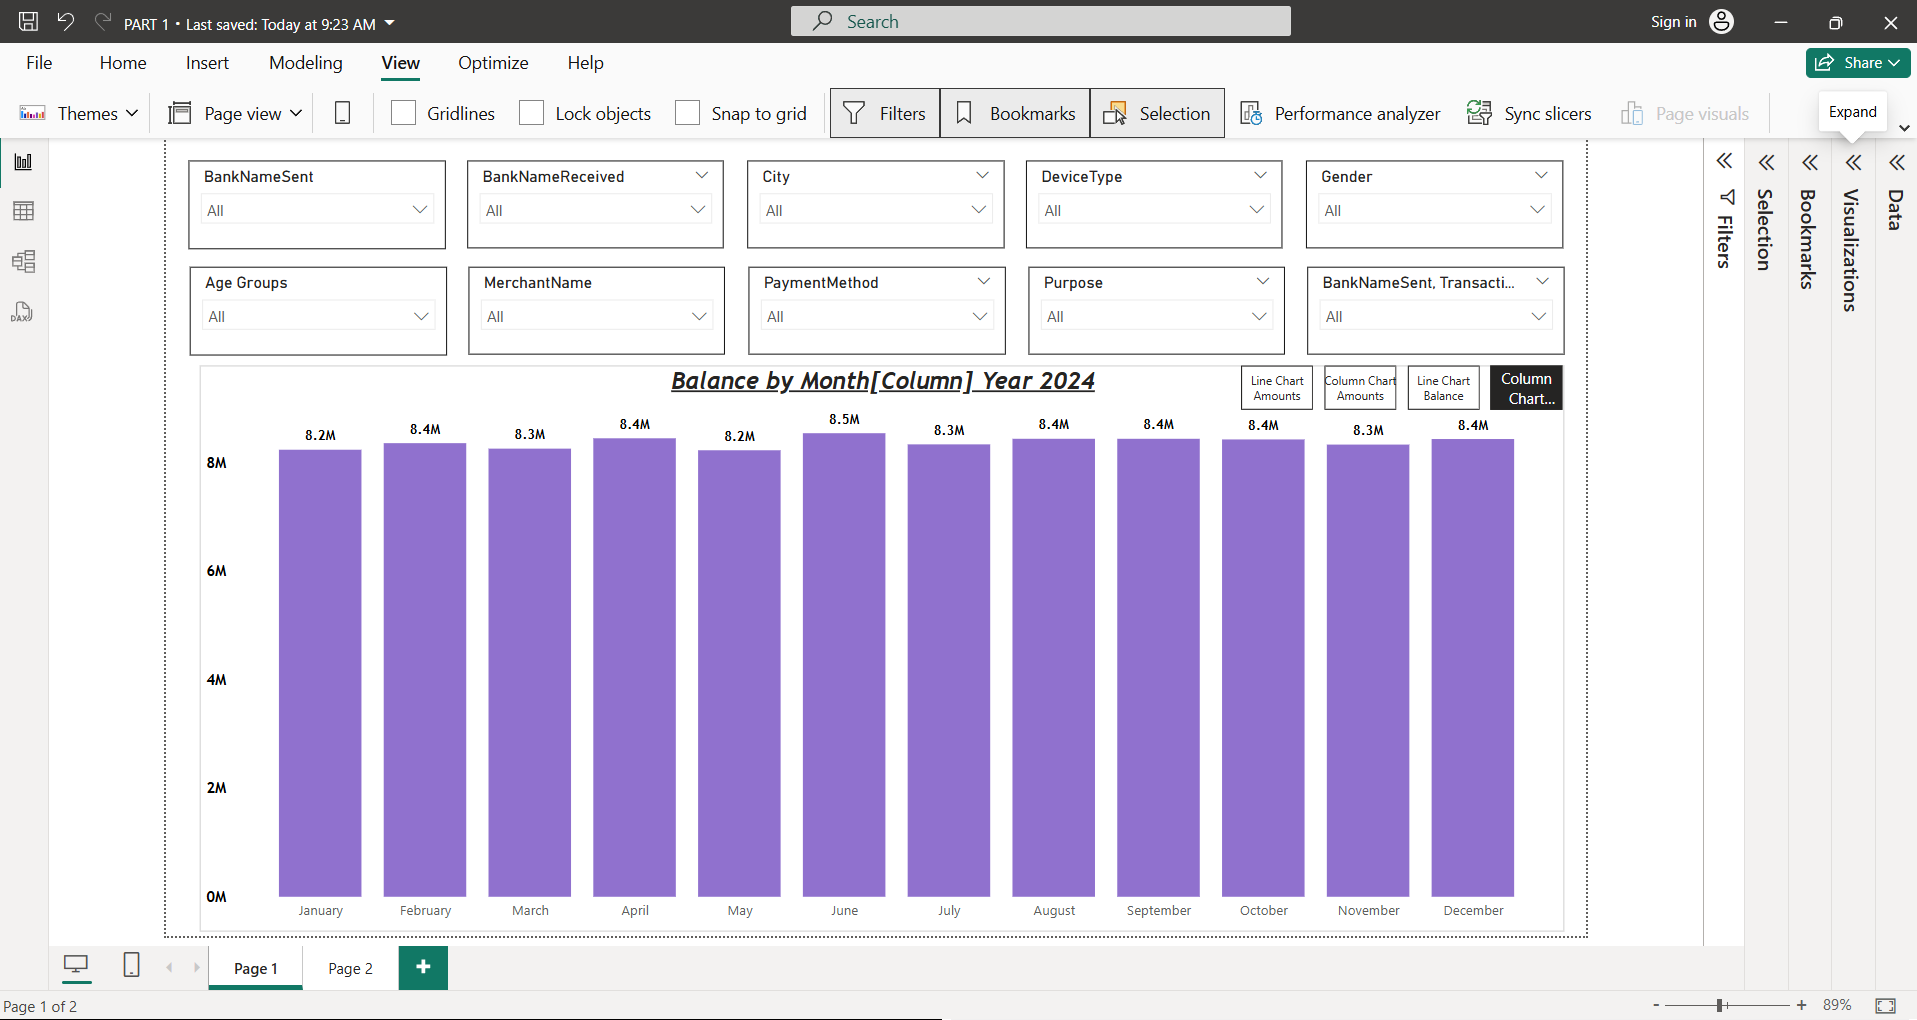 PART 1 • Last saved: Today at 9:23 AM
Search
Sign in
File Home Insert Modeling View Optimize Help
Share
Themes Page view Gridlines Lock objects Snap to grid Filters Bookmarks Selection Performance analyzer Sync slicers Page visuals
Expand
BankNameSent BankNameReceived City DeviceType Gender
All All All All All
Age Groups MerchantName PaymentMethod Purpose BankNameSent, Transacti...
All All All All All
Filters
Selection
Bookmarks
Visualizations
Data
DAX
Balance by Month[Column] Year 2024
Line Chart
Amounts
Column Chart
Amounts
Line Chart
Balance
Column
Chart...
8.2M 8.4M 8.3M 8.4M 8.2M 8.5M 8.3M 8.4M 8.4M 8.4M 8.3M 8.4M
8M
6M
4M
2M
0M
January February March April May June July August September October November December
Page 1 Page 2 +
Page 1 of 2
- + 89%